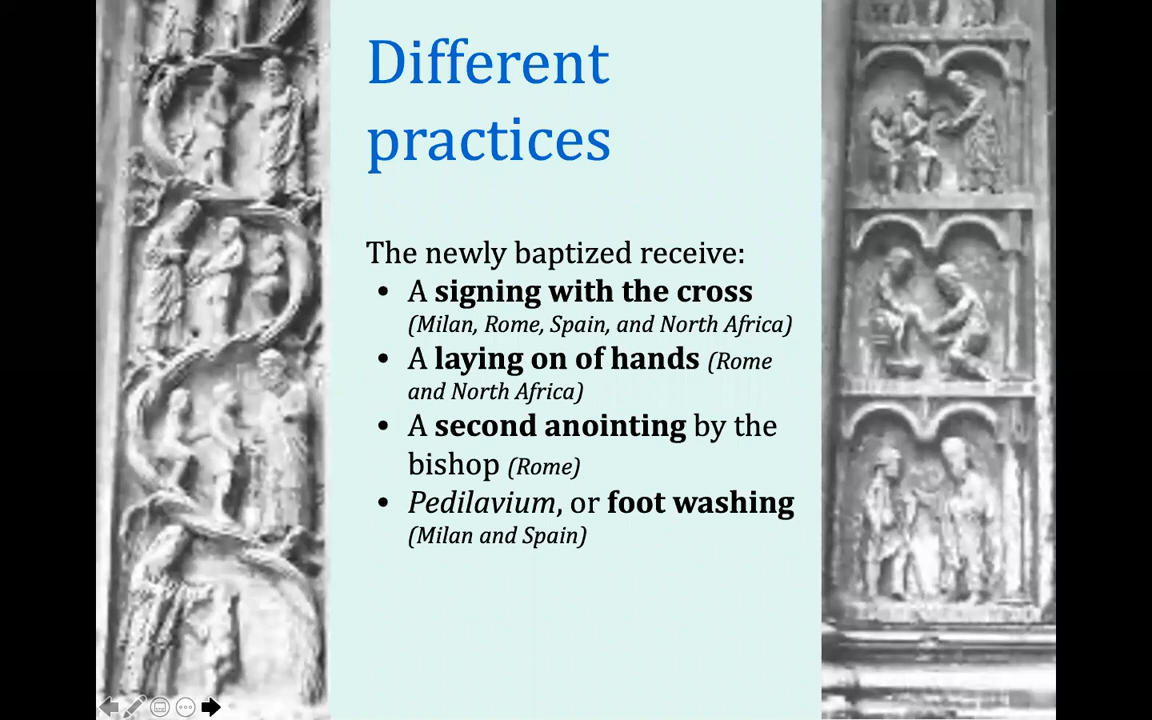 Different
practices
The newly baptized receive:
• A signing with the cross
(Milan, Rome, Spain, and North Africa)
• A laying on of hands (Rome
and North Africa)
• A second anointing by the
bishop (Rome)
• Pedilavium, or foot washing
(Milan and Spain)